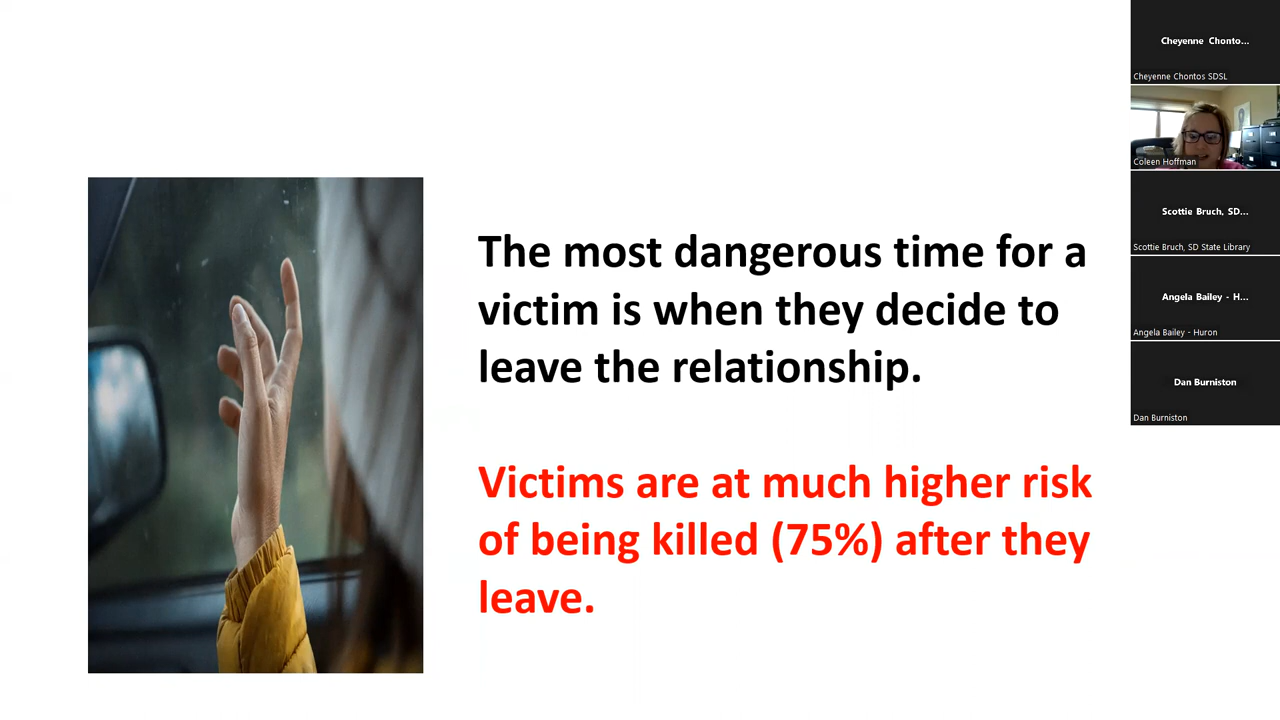 The most dangerous time for a
victim is when they decide to
leave the relationship.
Victims are at much higher risk
of being killed (75%) after they
leave.
Cheyenne Chonto...
Cheyenne Chontos SDSL
Coleen Hoffman
Scottie Bruch, SD...
Scottie Bruch, SD State Library
Angela Bailey - H...
Angela Bailey - Huron
Dan Burniston
Dan Burniston